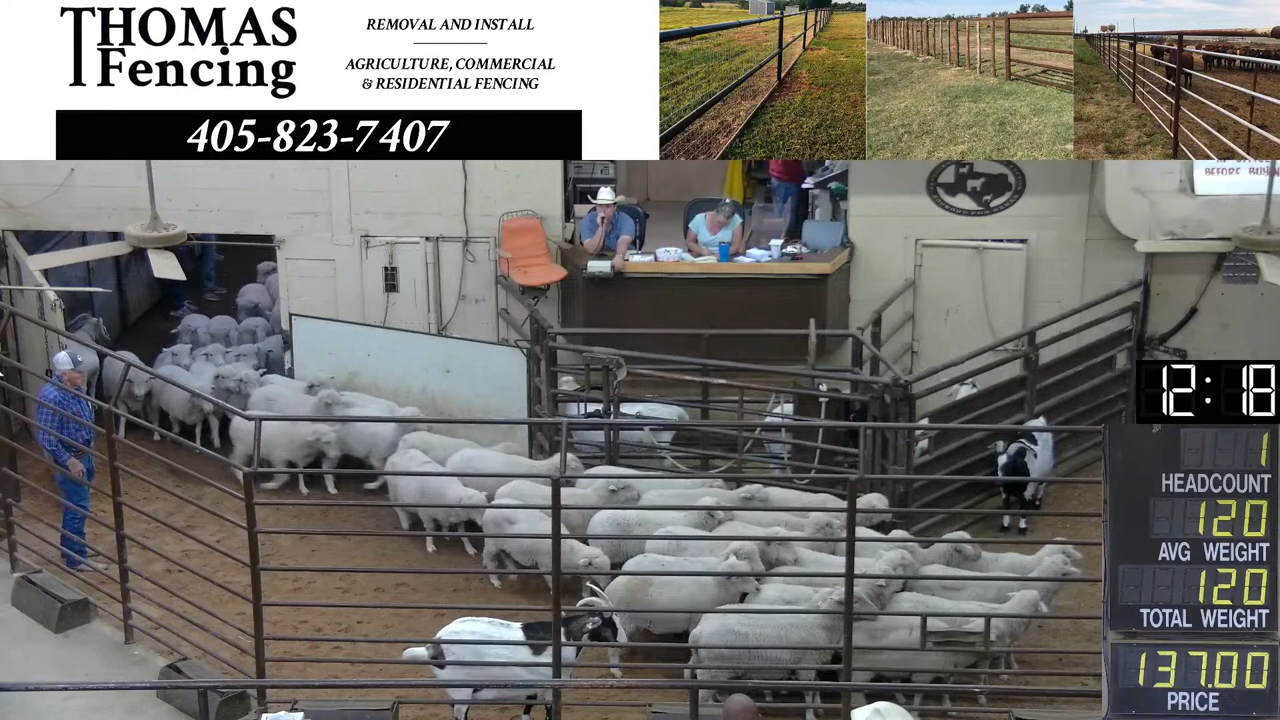 THOMAS
Fencing
REMOVAL AND INSTALL
AGRICULTURE, COMMERCIAL
& RESIDENTIAL FENCING
405-823-7407
BEFORE BUYIN
12:18
1
HEADCOUNT
120
AVG WEIGHT
120
TOTAL WEIGHT
137.00
PRICE